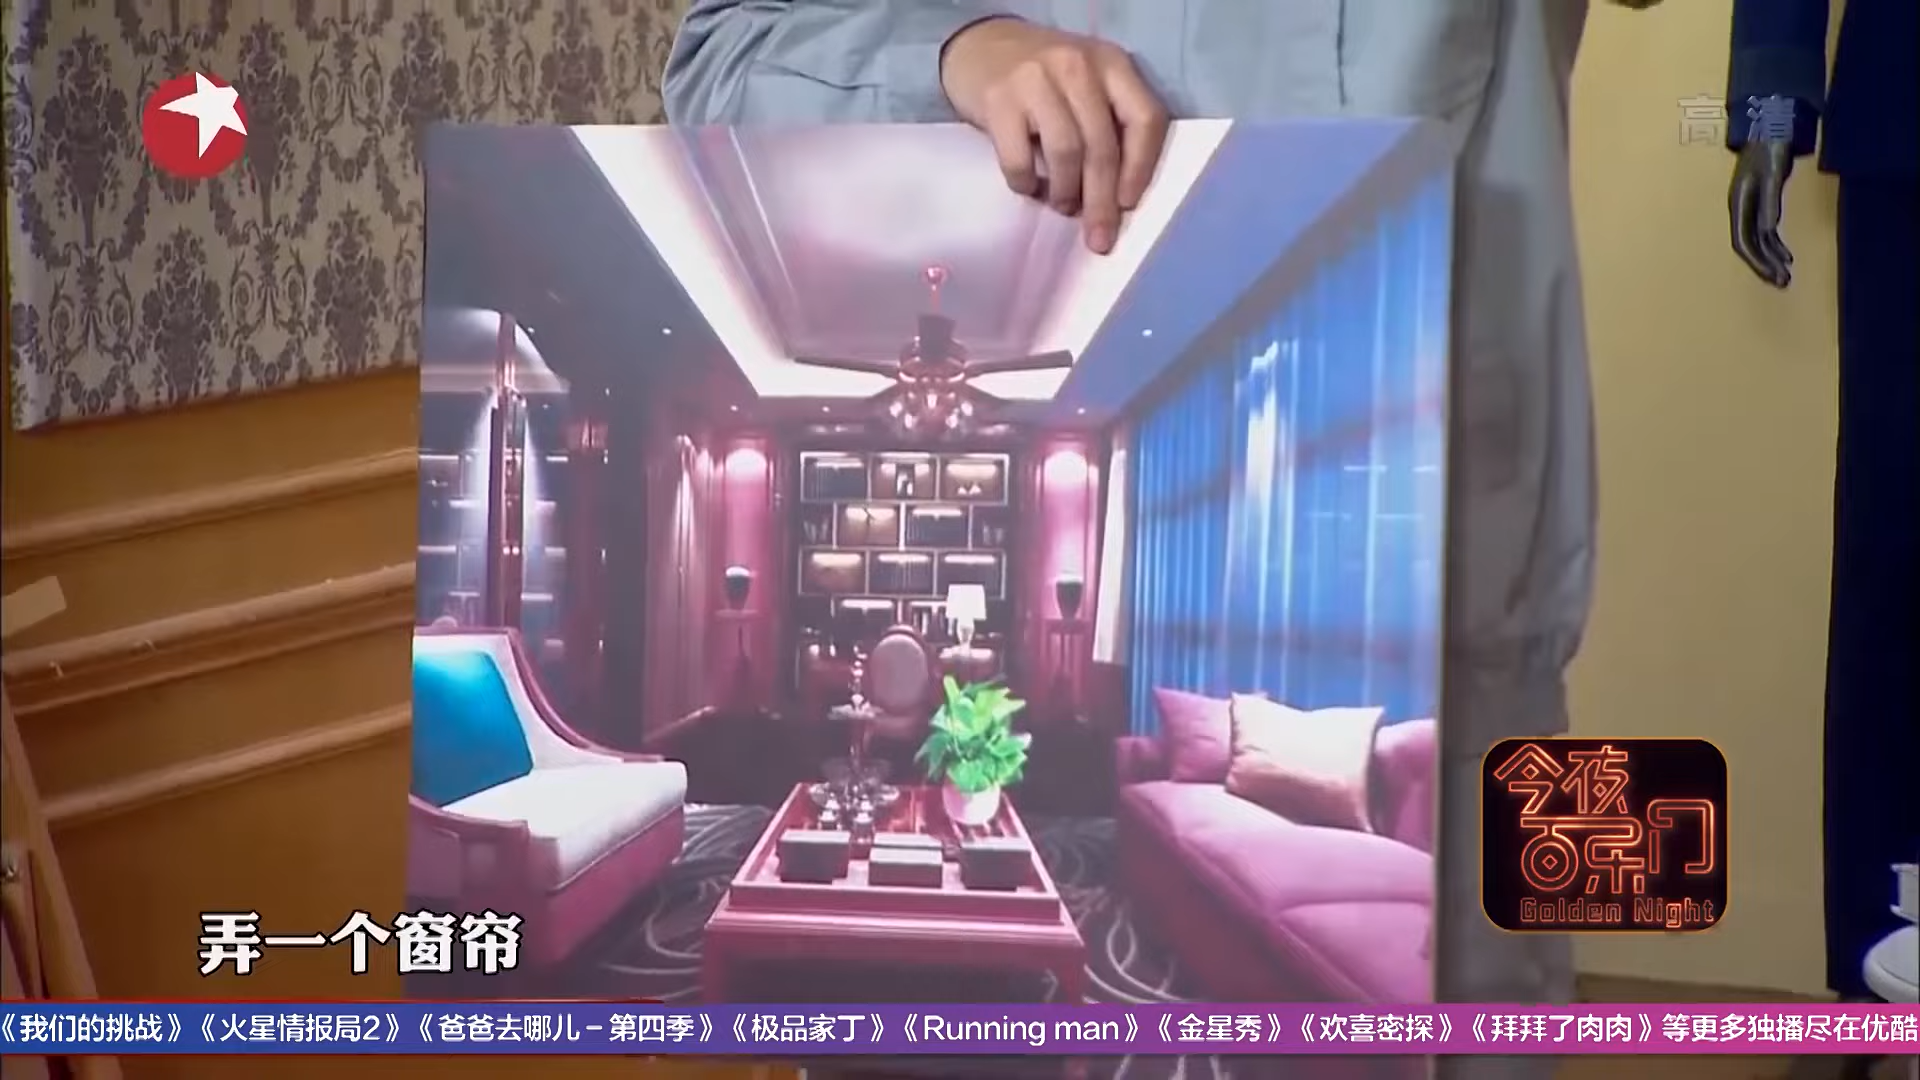 高清
今夜
百乐门
Golden Night
弄一个窗帘
《我们的挑战》《火星情报局2》《爸爸去哪儿－第四季》《极品家丁》《Running man》《金星秀》《欢喜密探》《拜拜了肉肉》等更多独播尽在优酷